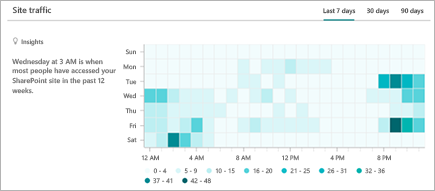 Site traffic
Last 7 days 30 days 90 days
Insights
Wednesday at 3 AM is when
most people have accessed your
SharePoint site in the past 12
weeks.
Sun
Mon
Tue
Wed
Thu
Fri
Sat
12 AM 4 AM 8 AM 12 PM 4 PM 8 PM
0 - 4 5 - 9 10 - 15 16 - 20 21 - 25 26 - 31 32 - 36
37 - 41 42 - 48